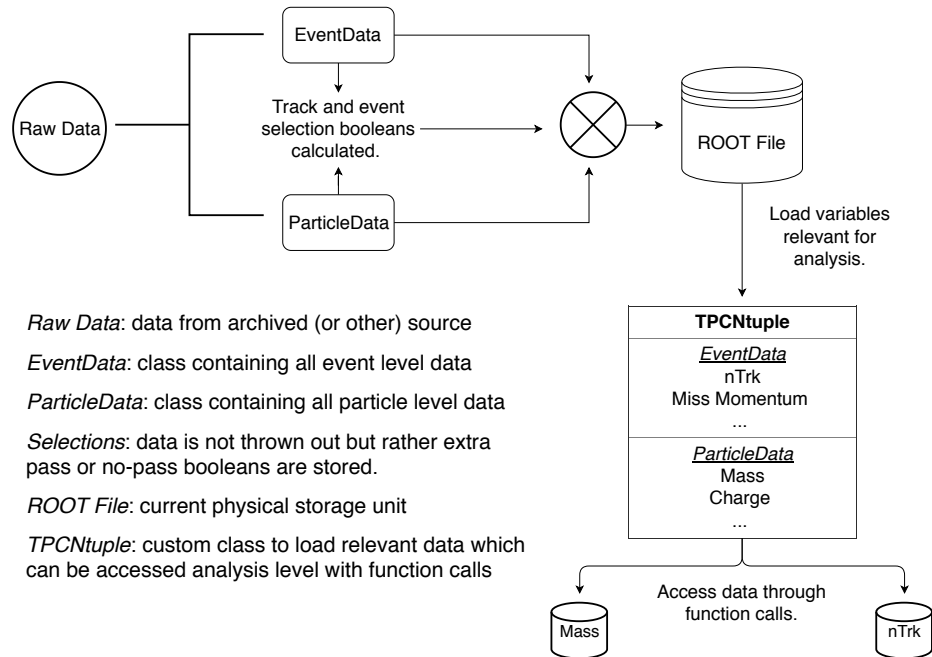 EventData
Raw Data
Track and event
selection booleans
calculated.
ParticleData
ROOT File
Load variables
relevant for
analysis.
Raw Data: data from archived (or other) source
EventData: class containing all event level data
ParticleData: class containing all particle level data
Selections: data is not thrown out but rather extra
pass or no-pass booleans are stored.
ROOT File: current physical storage unit
TPCNtuple: custom class to load relevant data which
can be accessed analysis level with function calls
TPCNtuple
EventData
nTrk
Miss Momentum
...
ParticleData
Mass
Charge
...
Access data through
function calls.
Mass
nTrk